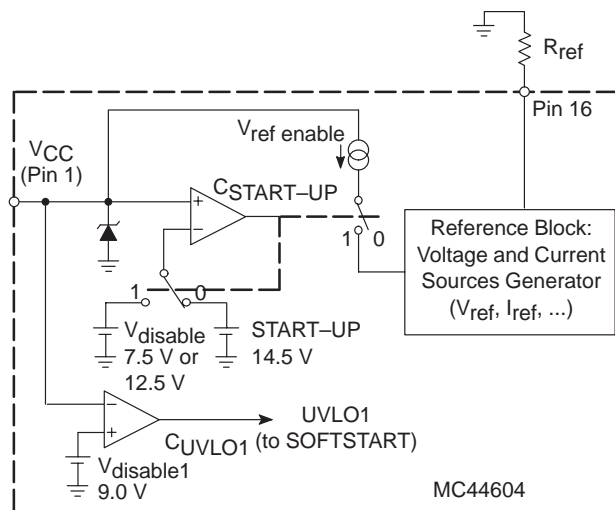 Rref
Pin 16
Vref enable
VCC
(Pin 1)
+
CSTART–UP
–
1 0
Reference Block:
Voltage and Current
Sources Generator
(Vref, Iref, ...)
1 0
Vdisable
7.5 V or
12.5 V
START–UP
14.5 V
–
+
CUVLO1
UVLO1
(to SOFTSTART)
Vdisable1
9.0 V
MC44604